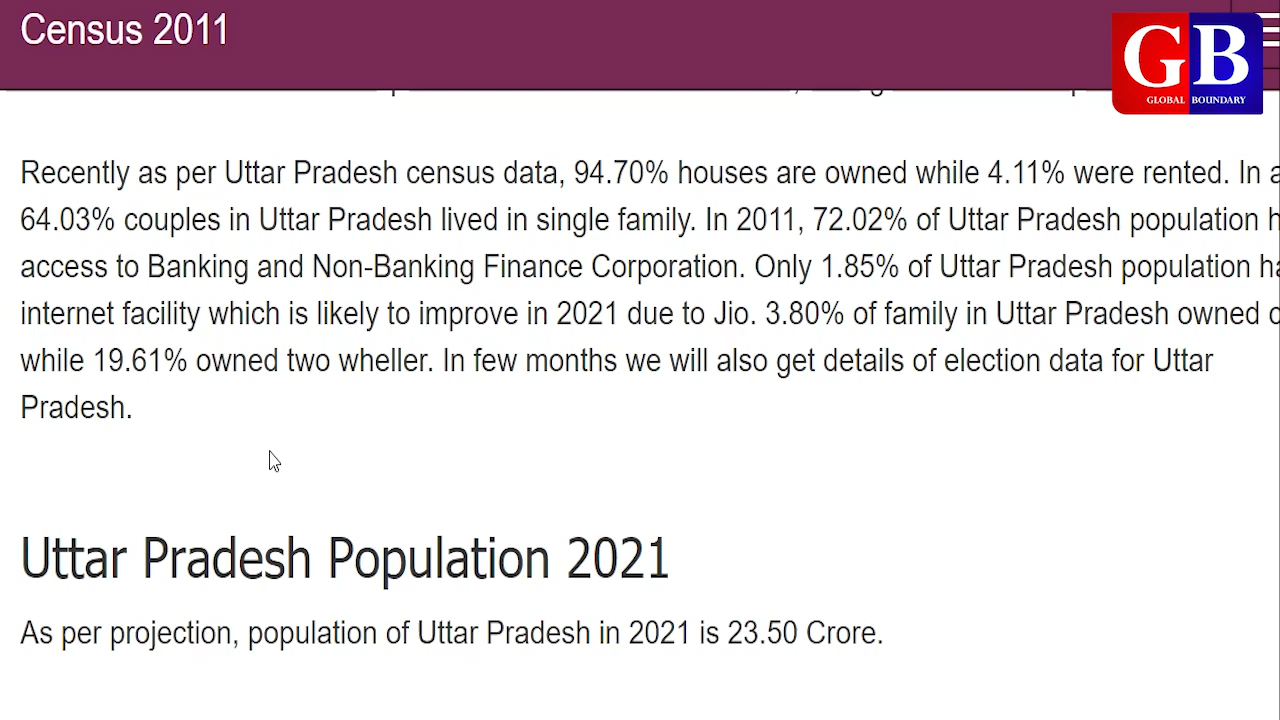 Census 2011
GB
GLOBAL BOUNDARY
Recently as per Uttar Pradesh census data, 94.70% houses are owned while 4.11% were rented. In
64.03% couples in Uttar Pradesh lived in single family. In 2011, 72.02% of Uttar Pradesh population
access to Banking and Non-Banking Finance Corporation. Only 1.85% of Uttar Pradesh population
internet facility which is likely to improve in 2021 due to Jio. 3.80% of family in Uttar Pradesh owned
while 19.61% owned two wheller. In few months we will also get details of election data for Uttar
Pradesh.
Uttar Pradesh Population 2021
As per projection, population of Uttar Pradesh in 2021 is 23.50 Crore.